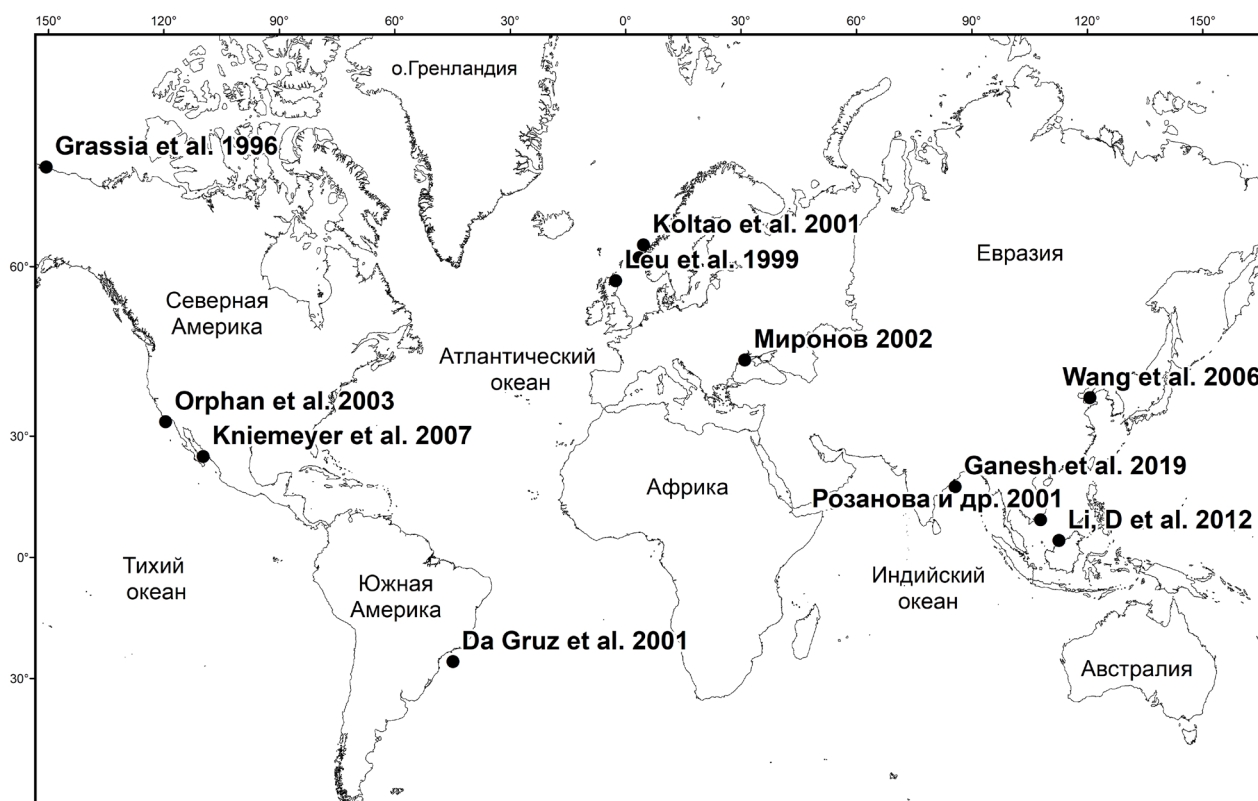 150° 120° 90° 60° 30° 0° 30° 60° 90° 120° 150°
о.Гренландия
Grassia et al. 1996
Koltao et al. 2001
Leu et al. 1999
60°
Евразия
Северная
Америка
Миронов 2002
Атлантический
океан
Wang et al. 2006
Orphan et al. 2003
30°
Kniemeyer et al. 2007
Ganesh et al. 2019
Африка
Розанова и др. 2001
Li, D et al. 2012
0°
Тихий
океан
Южная
Америка
Индийский
океан
Da Gruz et al. 2001
Австралия
30°